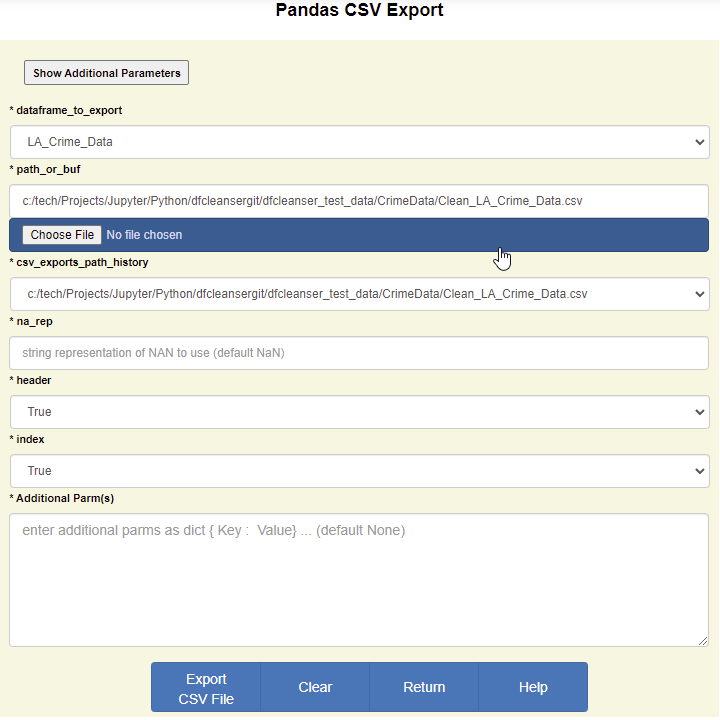 Pandas CSV Export
Show Additional Parameters
* dataframe_to_export
LA_Crime_Data
* path_or_buf
c:/tech/Projects/Jupyter/Python/dfcleansergit/dfcleanser_test_data/CrimeData/Clean_LA_Crime_Data.csv
Choose File No file chosen
* csv_exports_path_history
c:/tech/Projects/Jupyter/Python/dfcleansergit/dfcleanser_test_data/CrimeData/Clean_LA_Crime_Data.csv
* na_rep
string representation of NAN to use (default NaN)
* header
True
* index
True
* Additional Parm(s)
enter additional parms as dict { Key :  Value} ... (default None)
Export
CSV File
Clear
Return
Help